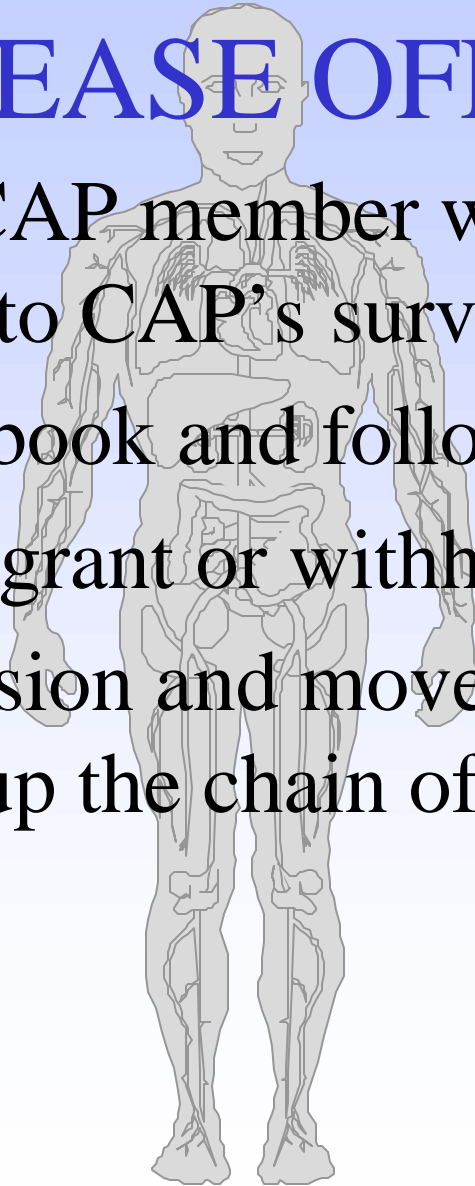 EASE OF
CAP member w
to CAP’s surv
book and follo
grant or withh
sion and move
up the chain of